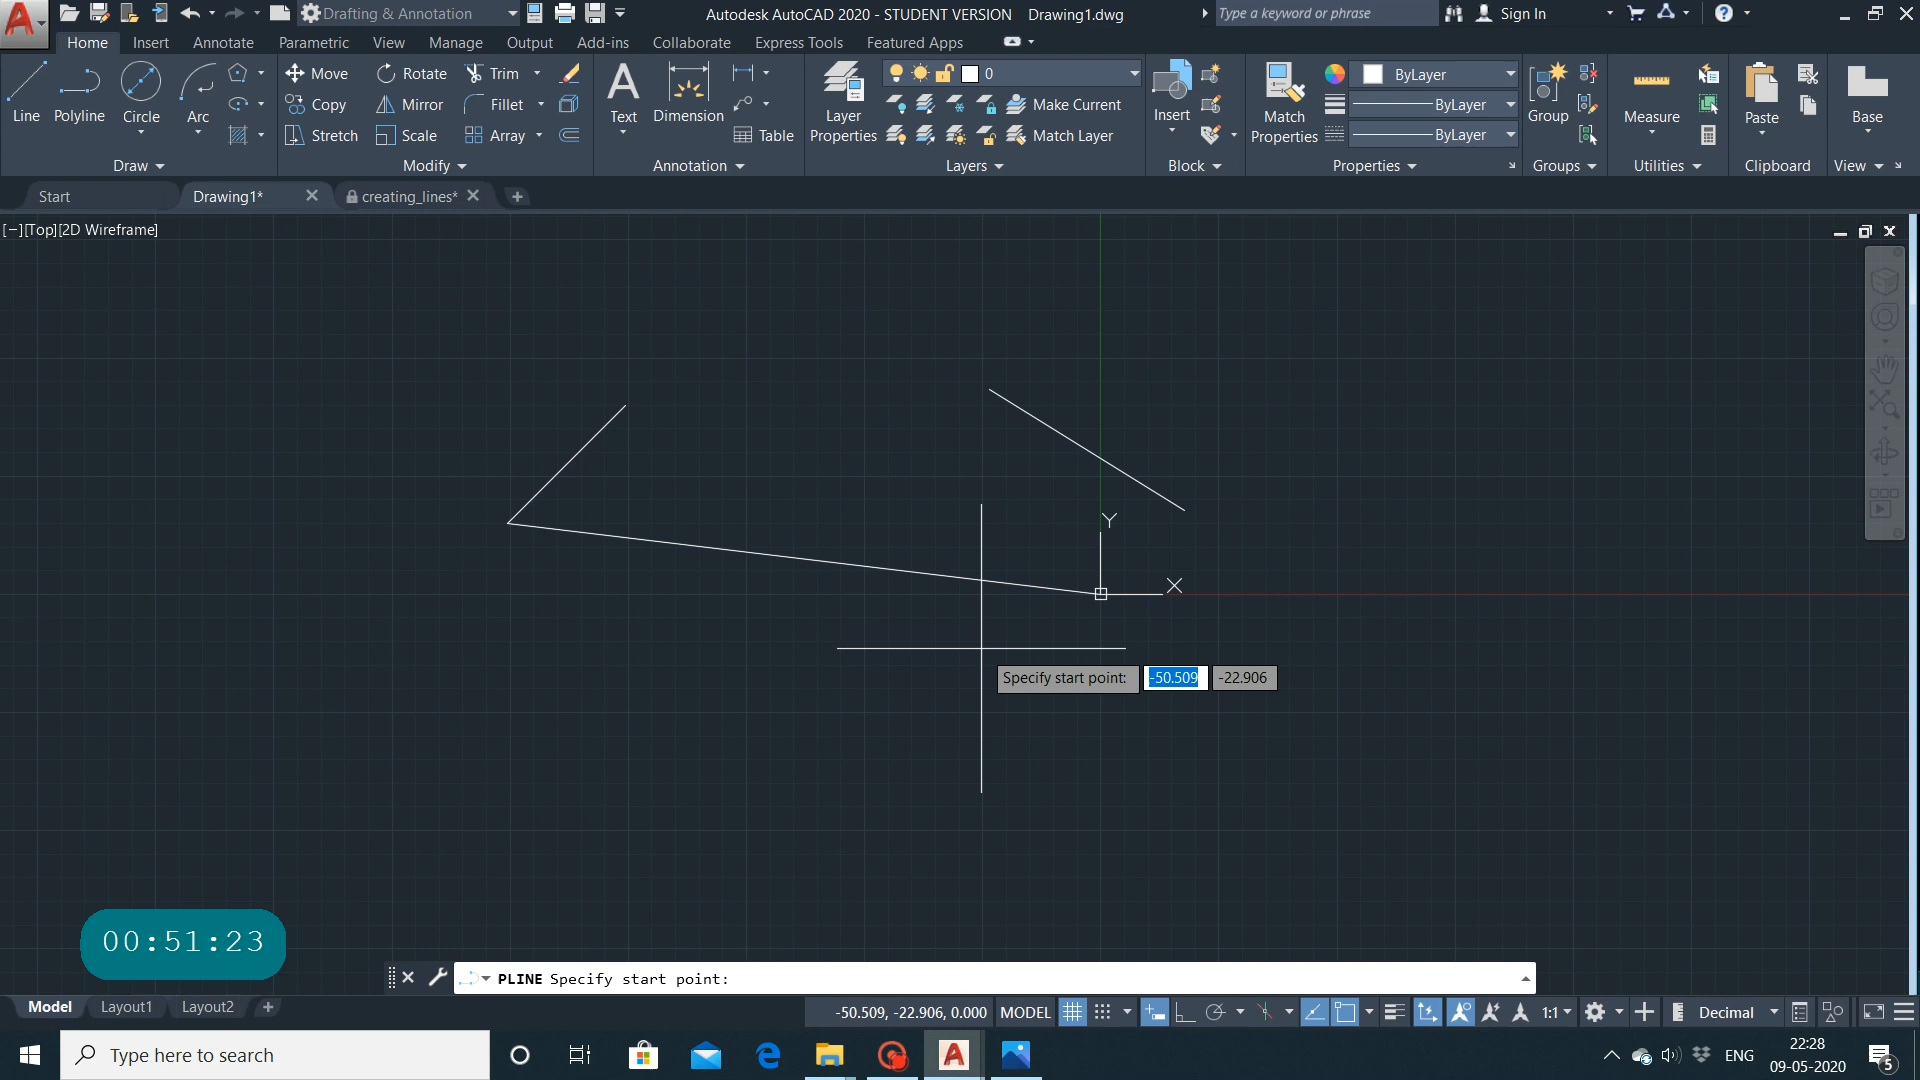 Drafting & Annotation
Autodesk AutoCAD 2020 - STUDENT VERSION Drawing1.dwg
Type a keyword or phrase
Sign In
Home Insert Annotate Parametric View Manage Output Add-ins Collaborate Express Tools Featured Apps
Line Polyline Circle Arc
Move Rotate Trim
Copy Mirror Fillet
Stretch Scale Array
Text Dimension Table
Layer Properties
0
Make Current
Match Layer
Insert
Match Properties
ByLayer
ByLayer
ByLayer
Group Measure Paste Base
Draw Modify Annotation Layers Block Properties Groups Utilities Clipboard View
Start Drawing1* creating_lines*
[−][Top][2D Wireframe]
Y
X
Specify start point: -50.509 -22.906
00:51:23
PLINE Specify start point:
Model Layout1 Layout2
-50.509, -22.906, 0.000 MODEL 1:1 Decimal
Type here to search
ENG
22:28
09-05-2020
5